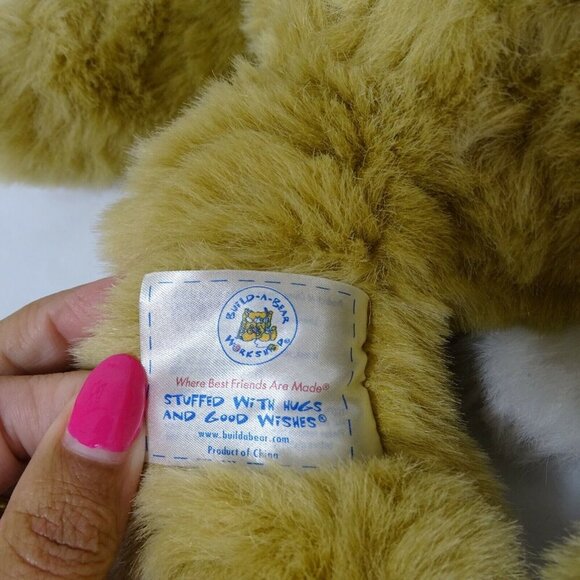 BUILD-A-BEAR
WORKSHOP®
Where Best Friends Are Made®
STUFFED WITH HUGS
AND GOOD WISHES®
www.buildabear.com
Product of China